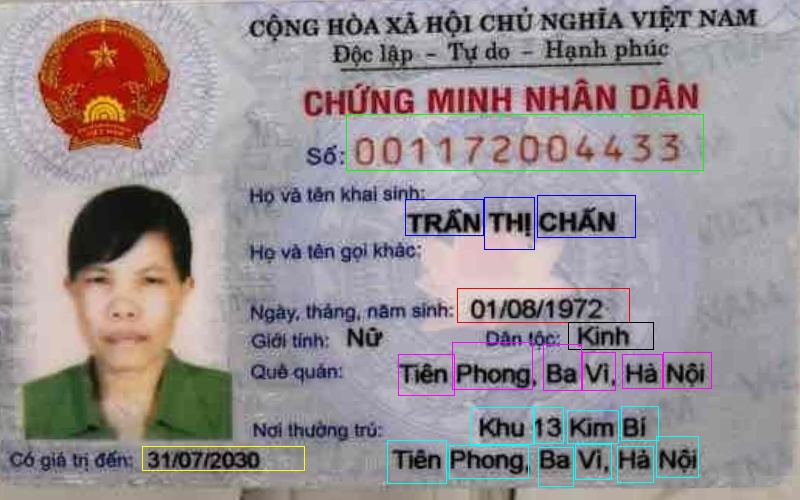 CỘNG HÒA XÃ HỘI CHỦ NGHĨA VIỆT NAM
Độc lập - Tự do - Hạnh phúc
CHỨNG MINH NHÂN DÂN
Số: 001172004433
Họ và tên khai sinh:
TRẦN THỊ CHẤN
Họ và tên gọi khác:
Ngày, tháng, năm sinh: 01/08/1972
Giới tính: Nữ Dân tộc: Kinh
Quê quán: Tiên Phong, Ba Vì, Hà Nội
Nơi thường trú: Khu 13 Kim Bí
Có giá trị đến: 31/07/2030 Tiên Phong, Ba Vì, Hà Nội